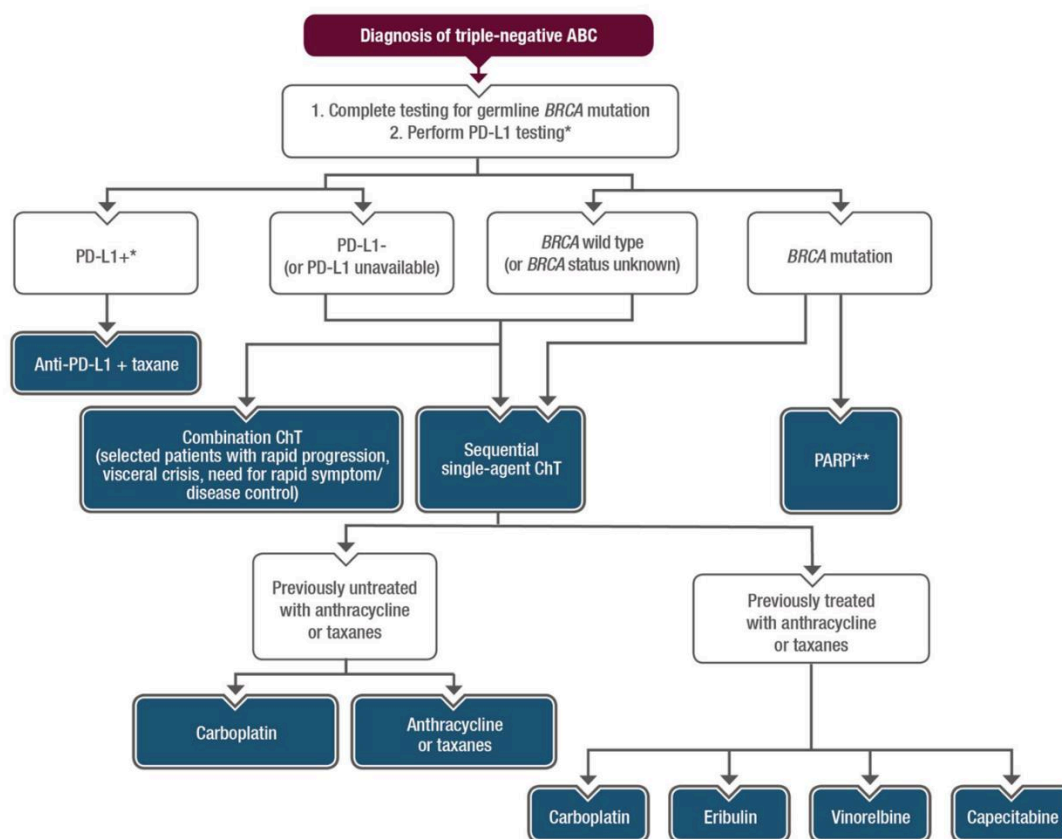 Diagnosis of triple-negative ABC
1. Complete testing for germline BRCA mutation
2. Perform PD-L1 testing*
PD-L1+*
PD-L1-
(or PD-L1 unavailable)
BRCA wild type
(or BRCA status unknown)
BRCA mutation
Anti-PD-L1 + taxane
Combination ChT
(selected patients with rapid progression,
visceral crisis, need for rapid symptom/
disease control)
Sequential
single-agent ChT
PARPi**
Previously untreated
with anthracycline
or taxanes
Previously treated
with anthracycline
or taxanes
Carboplatin
Anthracycline
or taxanes
Carboplatin
Eribulin
Vinorelbine
Capecitabine